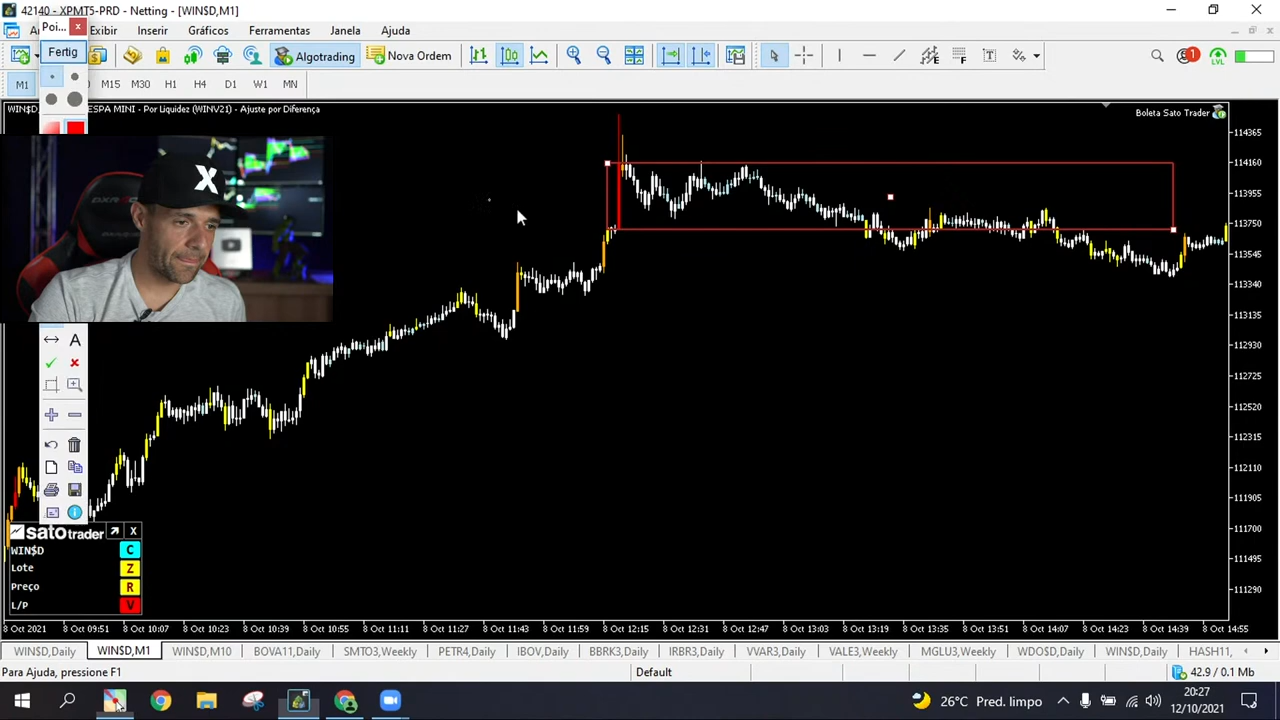 42140 - XPMT5-PRD - Netting - [WIN$D,M1]
Poi...
Exibir Inserir Gráficos Ferramentas Janela Ajuda
Fertig
Algotrading Nova Ordem
1
LVL
M1 M10 M15 M30 H1 H4 D1 W1 MN
ESPA MINI - Por Liquidez (WINV21) - Ajuste por Diferença
Boleta Sato Trader
114365
114160
113955
113750
113545
113340
113135
112930
112725
112520
112315
112110
111905
111700
111495
111290
X
A
satotrader X
WIN$D C
Lote Z
Preço R
L/P V
8 Oct 2021 8 Oct 09:51 8 Oct 10:07 8 Oct 10:23 8 Oct 10:39 8 Oct 10:55 8 Oct 11:11 8 Oct 11:27 8 Oct 11:43 8 Oct 11:59 8 Oct 12:15 8 Oct 12:31 8 Oct 12:47 8 Oct 13:03 8 Oct 13:19 8 Oct 13:35 8 Oct 13:51 8 Oct 14:07 8 Oct 14:23 8 Oct 14:39 8 Oct 14:55
WIN$D,Daily WIN$D,M1 WIN$D,M10 BOVA11,Daily SMTO3,Weekly PETR4,Daily IBOV,Daily BBRK3,Daily IRBR3,Daily VVAR3,Daily VALE3,Weekly MGLU3,Weekly WDO$D,Daily WIN$D,Daily HASH11,
Para Ajuda, pressione F1 Default 42.9 / 0.1 Mb
26°C Pred. limpo 20:27
12/10/2021